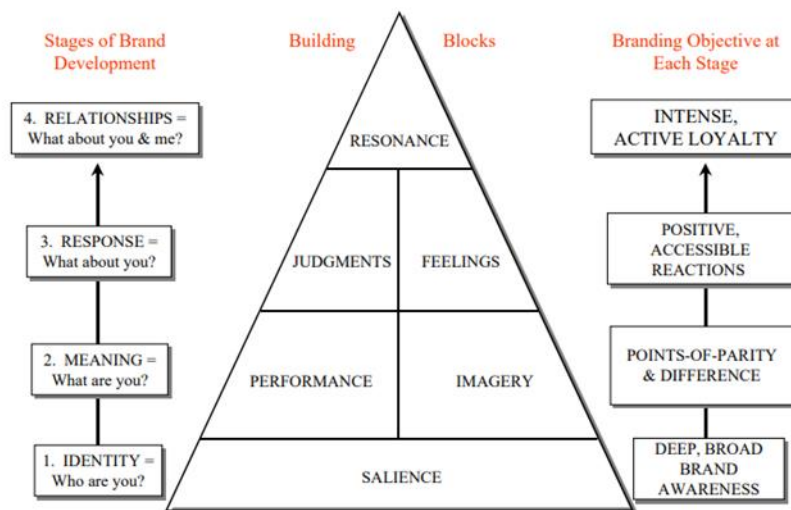 Stages of Brand
Development
Building
Blocks
Branding Objective at
Each Stage
4. RELATIONSHIPS =
What about you & me?
RESONANCE
INTENSE,
ACTIVE LOYALTY
3. RESPONSE =
What about you?
JUDGMENTS
FEELINGS
POSITIVE,
ACCESSIBLE
REACTIONS
2. MEANING =
What are you?
PERFORMANCE
IMAGERY
POINTS-OF-PARITY
& DIFFERENCE
1. IDENTITY =
Who are you?
SALIENCE
DEEP, BROAD
BRAND
AWARENESS